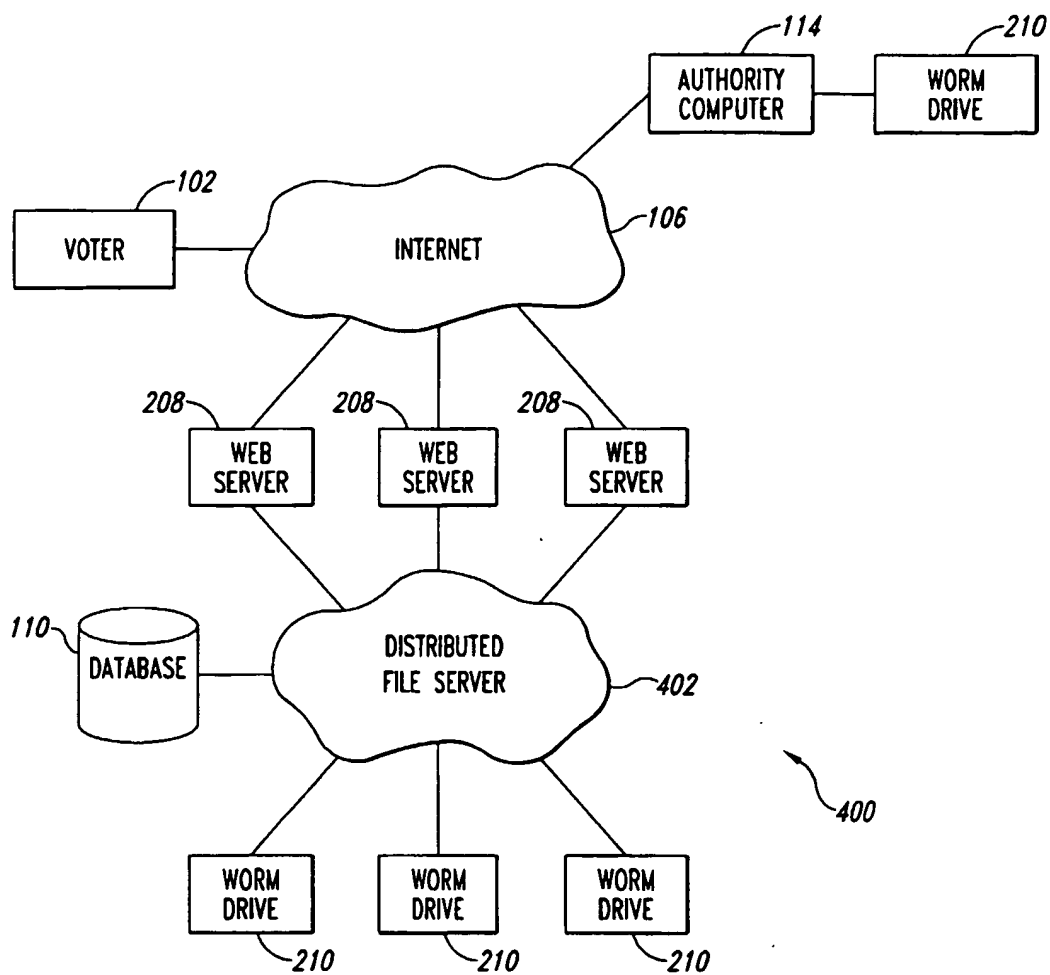 114
210
AUTHORITY
COMPUTER
WORM
DRIVE
102
VOTER
106
INTERNET
208
208
208
WEB
SERVER
WEB
SERVER
WEB
SERVER
110
DATABASE
DISTRIBUTED
FILE SERVER
402
400
WORM
DRIVE
WORM
DRIVE
WORM
DRIVE
210
210
210